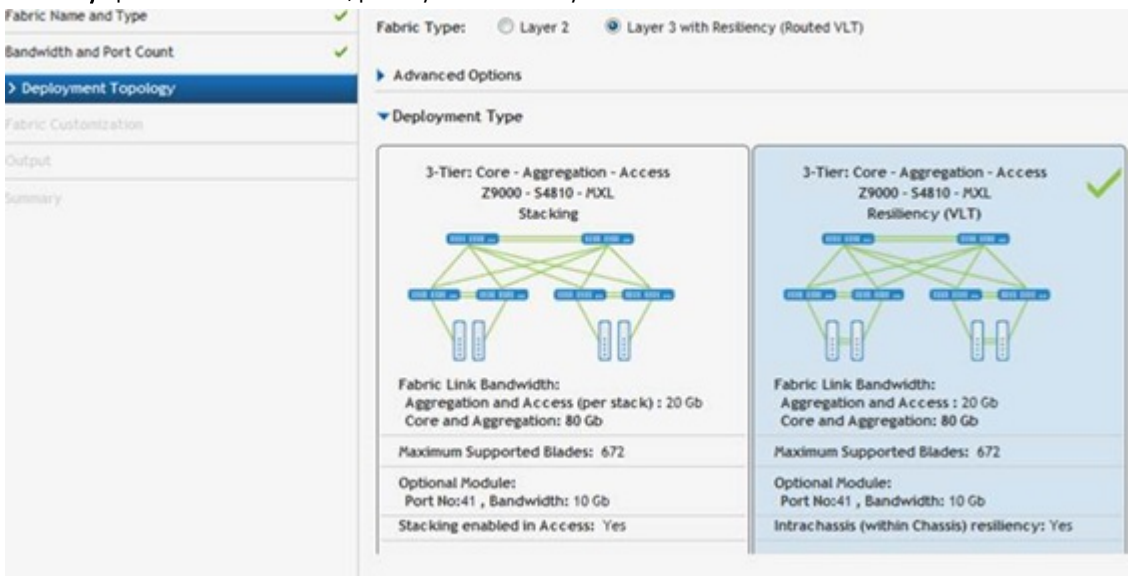 Fabric Name and Type
Bandwidth and Port Count
> Deployment Topology
Fabric Customization
Output
Summary
Fabric Type: Layer 2 Layer 3 with Resiliency (Routed VLT)
Advanced Options
Deployment Type
3-Tier: Core - Aggregation - Access
Z9000 - S4810 - MXL
Stacking
Fabric Link Bandwidth:
Aggregation and Access (per stack) : 20 Gb
Core and Aggregation: 80 Gb
Maximum Supported Blades: 672
Optional Module:
Port No:41 , Bandwidth: 10 Gb
Stacking enabled in Access: Yes
3-Tier: Core - Aggregation - Access
Z9000 - S4810 - MXL
Resiliency (VLT)
Fabric Link Bandwidth:
Aggregation and Access : 20 Gb
Core and Aggregation: 80 Gb
Maximum Supported Blades: 672
Optional Module:
Port No:41 , Bandwidth: 10 Gb
Intrachassis (within Chassis) resiliency: Yes